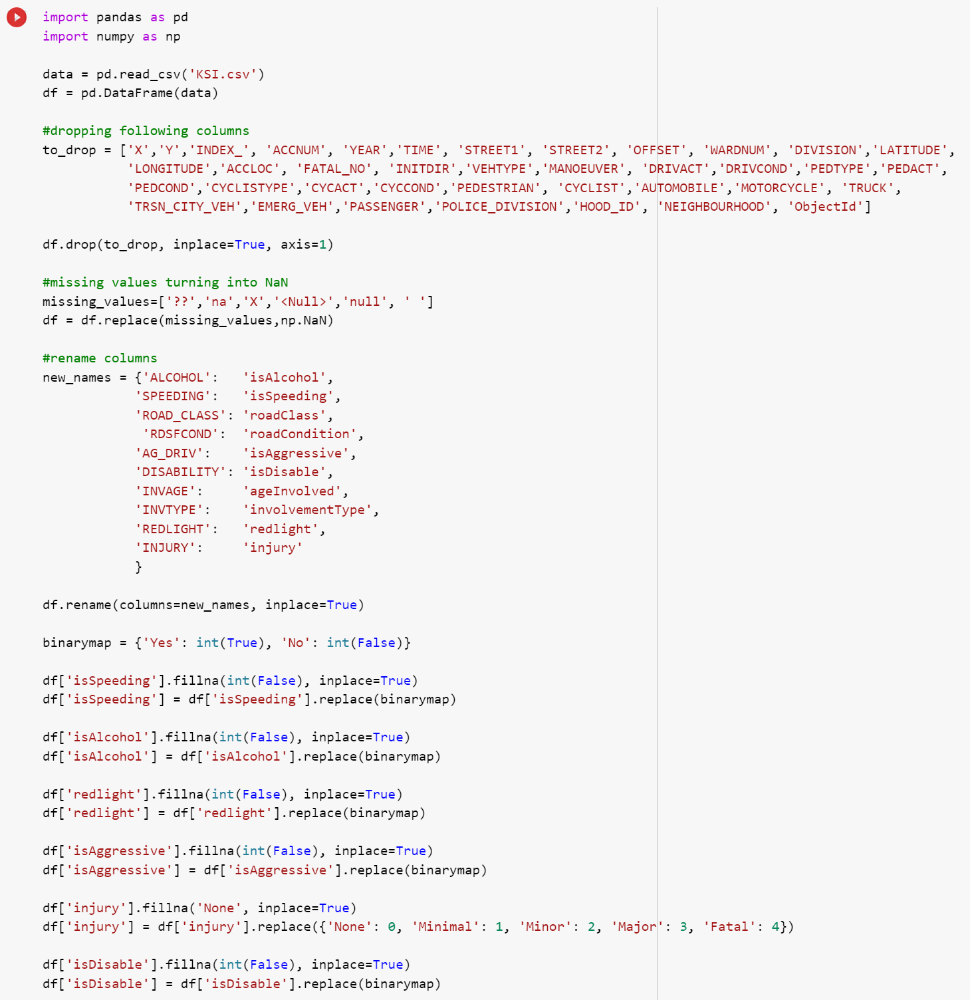 import pandas as pd
import numpy as np
data = pd.read_csv('KSI.csv')
df = pd.DataFrame(data)
#dropping following columns
to_drop = ['X','Y','INDEX_', 'ACCNUM', 'YEAR','TIME', 'STREET1', 'STREET2', 'OFFSET', 'WARDNUM', 'DIVISION','LATITUDE',
'LONGITUDE','ACCLOC', 'FATAL_NO', 'INITDIR','VEHTYPE','MANOEUVER', 'DRIVACT','DRIVCOND','PEDTYPE','PEDACT',
'PEDCOND','CYCLISTYPE','CYCACT','CYCCOND','PEDESTRIAN', 'CYCLIST','AUTOMOBILE','MOTORCYCLE', 'TRUCK',
'TRSN_CITY_VEH','EMERG_VEH','PASSENGER','POLICE_DIVISION','HOOD_ID', 'NEIGHBOURHOOD', 'ObjectId']
df.drop(to_drop, inplace=True, axis=1)
#missing values turning into NaN
missing_values=['??','na','X','<Null>','null', ' ']
df = df.replace(missing_values,np.NaN)
#rename columns
new_names = {'ALCOHOL':   'isAlcohol',
'SPEEDING':   'isSpeeding',
'ROAD_CLASS': 'roadClass',
'RDSFCOND':  'roadCondition',
'AG_DRIV':    'isAggressive',
'DISABILITY': 'isDisable',
'INVAGE':     'ageInvolved',
'INVTYPE':    'involvementType',
'REDLIGHT':   'redlight',
'INJURY':     'injury'
}
df.rename(columns=new_names, inplace=True)
binarymap = {'Yes': int(True), 'No': int(False)}
df['isSpeeding'].fillna(int(False), inplace=True)
df['isSpeeding'] = df['isSpeeding'].replace(binarymap)
df['isAlcohol'].fillna(int(False), inplace=True)
df['isAlcohol'] = df['isAlcohol'].replace(binarymap)
df['redlight'].fillna(int(False), inplace=True)
df['redlight'] = df['redlight'].replace(binarymap)
df['isAggressive'].fillna(int(False), inplace=True)
df['isAggressive'] = df['isAggressive'].replace(binarymap)
df['injury'].fillna('None', inplace=True)
df['injury'] = df['injury'].replace({'None': 0, 'Minimal': 1, 'Minor': 2, 'Major': 3, 'Fatal': 4})
df['isDisable'].fillna(int(False), inplace=True)
df['isDisable'] = df['isDisable'].replace(binarymap)